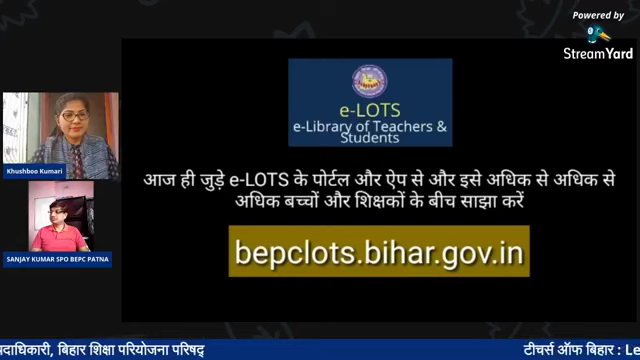 Powered by
StreamYard
e-LOTS
e-Library of Teachers &
Students
Khushboo Kumari
SANJAY KUMAR SPO BEPC PATNA
आज ही जुड़े e-LOTS के पोर्टल और ऐप से और इसे अधिक से अधिक से
अधिक बच्चों और शिक्षकों के बीच साझा करें
bepclots.bihar.gov.in
पदाधिकारी, बिहार शिक्षा परियोजना परिषद् टीचर्स ऑफ बिहार : Le